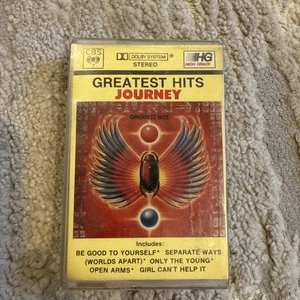 CBS
DOLBY SYSTEM
STEREO
HG
HIGH GRADE
GREATEST HITS
JOURNEY
GREATEST HITS
Includes:
BE GOOD TO YOURSELF* SEPARATE WAYS
(WORLDS APART)* ONLY THE YOUNG*
OPEN ARMS* GIRL CAN'T HELP IT